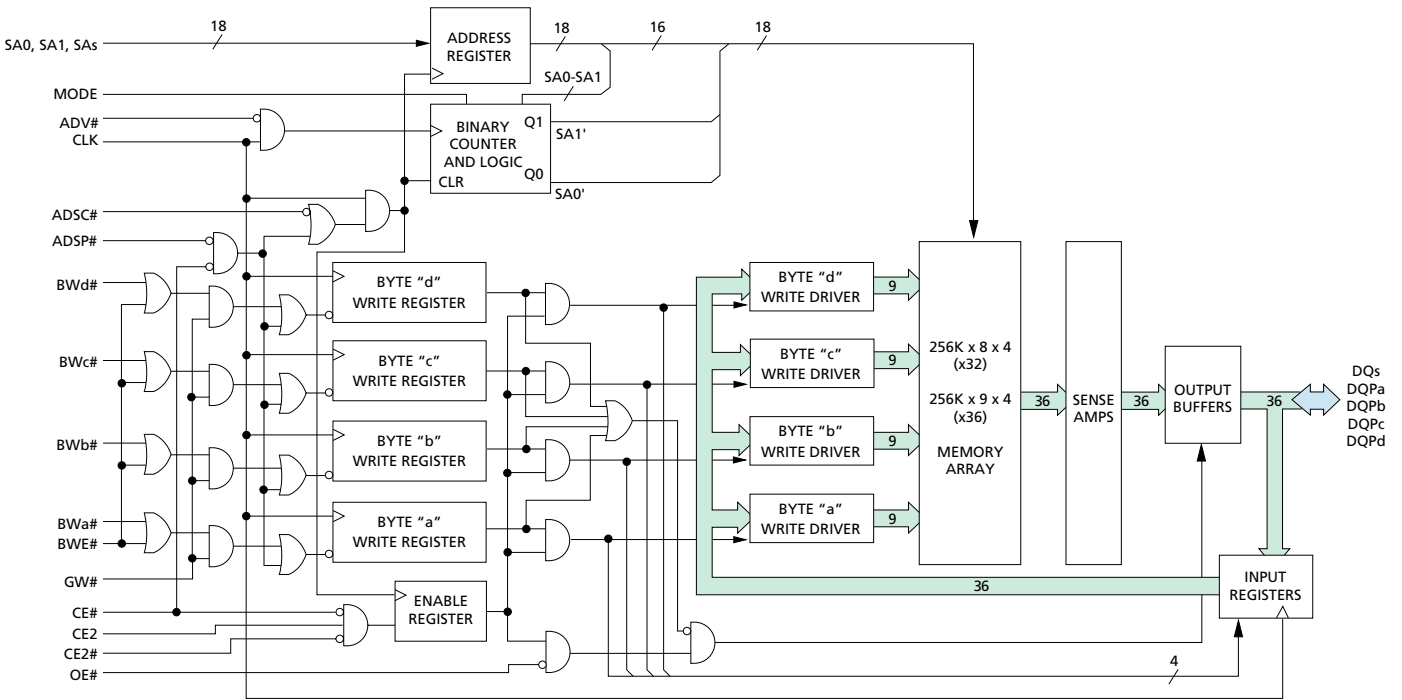 18
SA0, SA1, SAs
ADDRESS
REGISTER
18
16
18
SA0-SA1
MODE
ADV#
CLK
BINARY
COUNTER
AND LOGIC
Q1
SA1'
Q0
SA0'
CLR
ADSC#
ADSP#
BWd#
BYTE “d”
WRITE REGISTER
BYTE “d”
WRITE DRIVER
9
BWc#
BYTE “c”
WRITE REGISTER
BYTE “c”
WRITE DRIVER
9
256K x 8 x 4
(x32)
256K x 9 x 4
(x36)
MEMORY
ARRAY
36
SENSE
AMPS
36
OUTPUT
BUFFERS
36
DQs
DQPa
DQPb
DQPc
DQPd
BWb#
BYTE “b”
WRITE REGISTER
BYTE “b”
WRITE DRIVER
9
BWa#
BWE#
BYTE “a”
WRITE REGISTER
BYTE “a”
WRITE DRIVER
9
GW#
CE#
CE2
CE2#
OE#
ENABLE
REGISTER
36
INPUT
REGISTERS
4